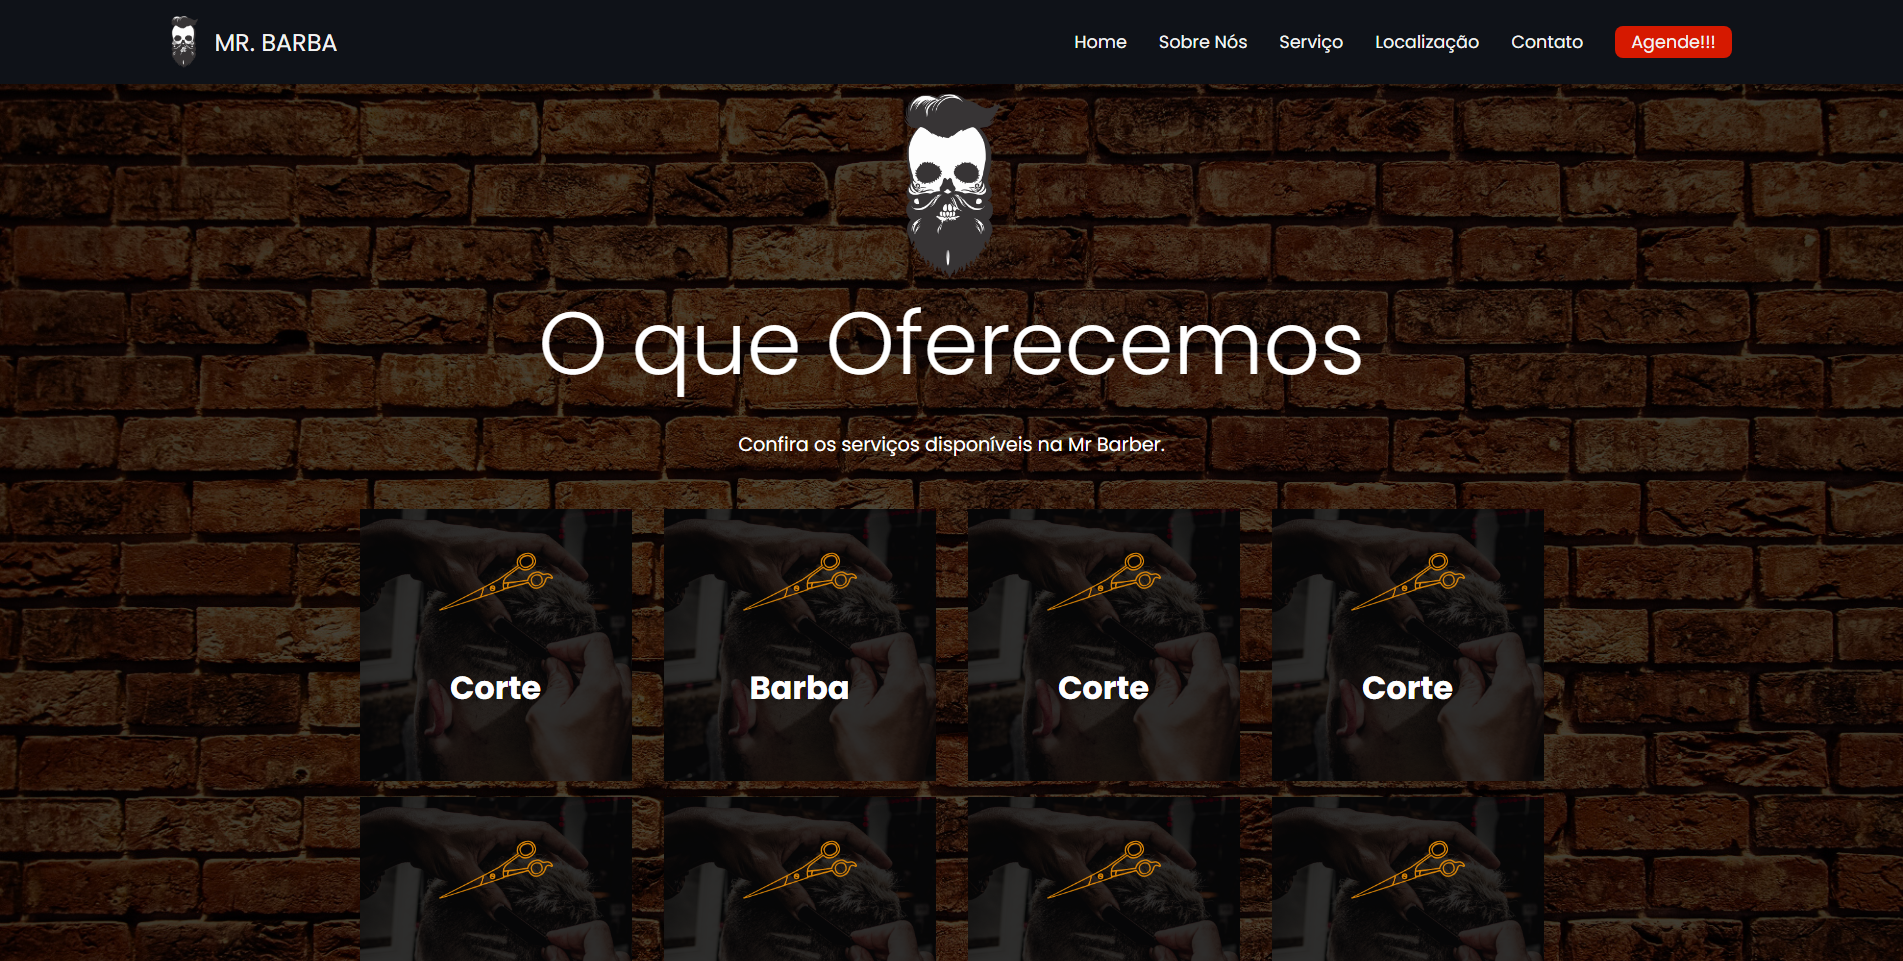 MR. BARBA
Home
Sobre Nós
Serviço
Localização
Contato
Agende!!!
O que Oferecemos
Confira os serviços disponíveis na Mr Barber.
Corte
Barba
Corte
Corte